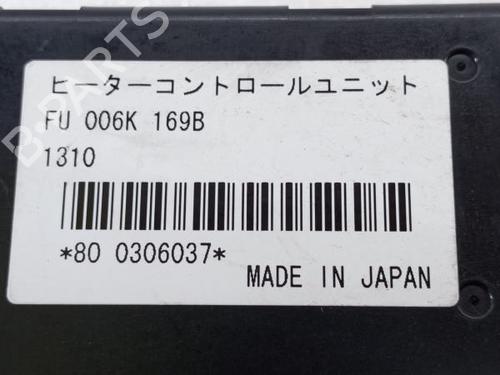 ヒーターコントロールユニット
FU 006K 169B
1310
*80 0306037*
MADE IN JAPAN